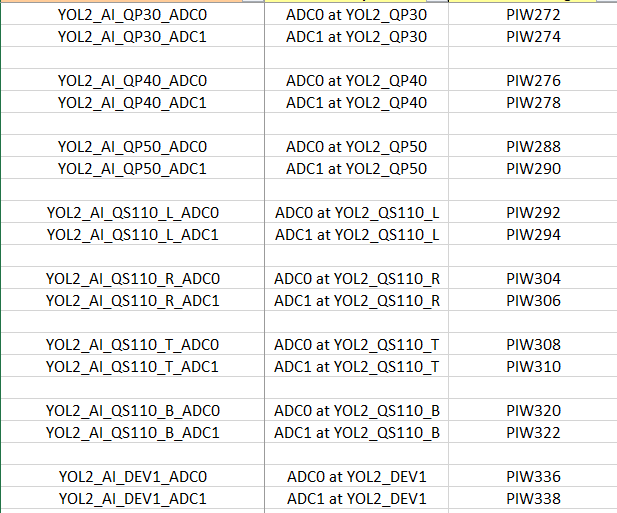 YOL2_AI_QP30_ADC0 ADC0 at YOL2_QP30 PIW272
YOL2_AI_QP30_ADC1 ADC1 at YOL2_QP30 PIW274
YOL2_AI_QP40_ADC0 ADC0 at YOL2_QP40 PIW276
YOL2_AI_QP40_ADC1 ADC1 at YOL2_QP40 PIW278
YOL2_AI_QP50_ADC0 ADC0 at YOL2_QP50 PIW288
YOL2_AI_QP50_ADC1 ADC1 at YOL2_QP50 PIW290
YOL2_AI_QS110_L_ADC0 ADC0 at YOL2_QS110_L PIW292
YOL2_AI_QS110_L_ADC1 ADC1 at YOL2_QS110_L PIW294
YOL2_AI_QS110_R_ADC0 ADC0 at YOL2_QS110_R PIW304
YOL2_AI_QS110_R_ADC1 ADC1 at YOL2_QS110_R PIW306
YOL2_AI_QS110_T_ADC0 ADC0 at YOL2_QS110_T PIW308
YOL2_AI_QS110_T_ADC1 ADC1 at YOL2_QS110_T PIW310
YOL2_AI_QS110_B_ADC0 ADC0 at YOL2_QS110_B PIW320
YOL2_AI_QS110_B_ADC1 ADC1 at YOL2_QS110_B PIW322
YOL2_AI_DEV1_ADC0 ADC0 at YOL2_DEV1 PIW336
YOL2_AI_DEV1_ADC1 ADC1 at YOL2_DEV1 PIW338